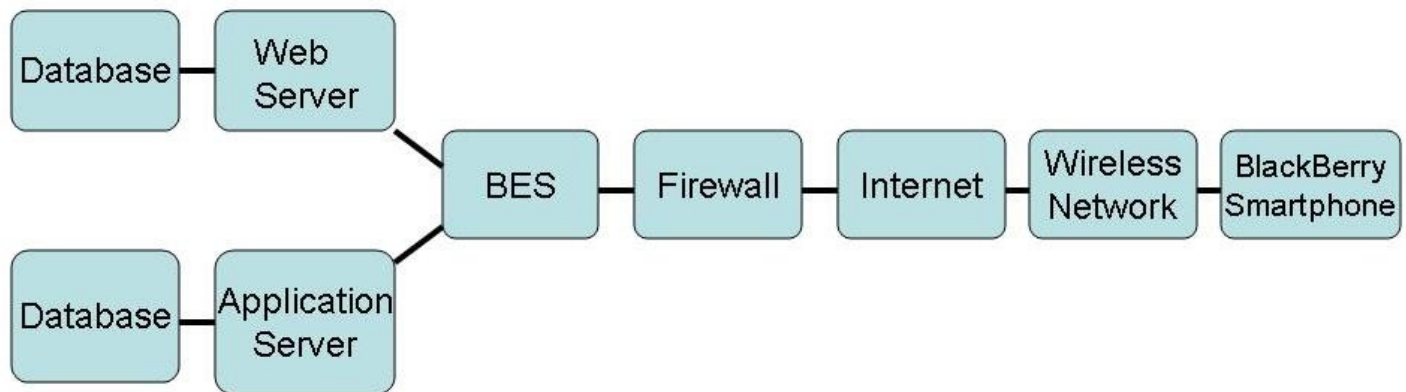 Database
Web
Server
BES
Firewall
Internet
Wireless
Network
BlackBerry
Smartphone
Database
Application
Server